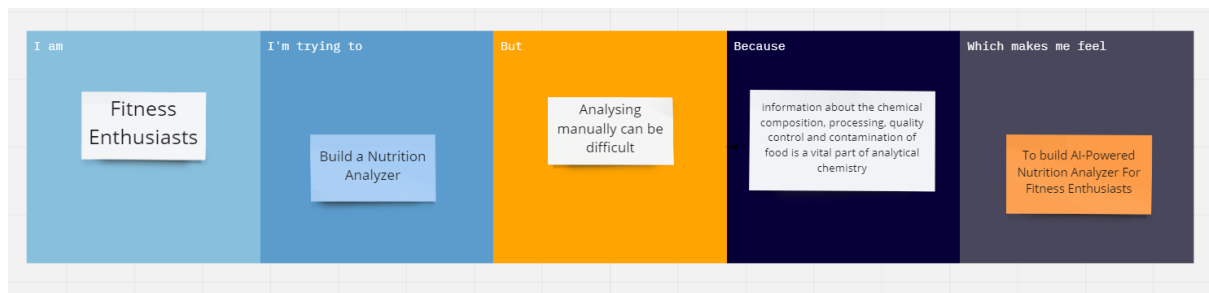 I am
Fitness
Enthusiasts
I'm trying to
Build a Nutrition
Analyzer
But
Analysing
manually can be
difficult
Because
information about the chemical
composition, processing, quality
control and contamination of
food is a vital part of analytical
chemistry
Which makes me feel
To build AI-Powered
Nutrition Analyzer For
Fitness Enthusiasts